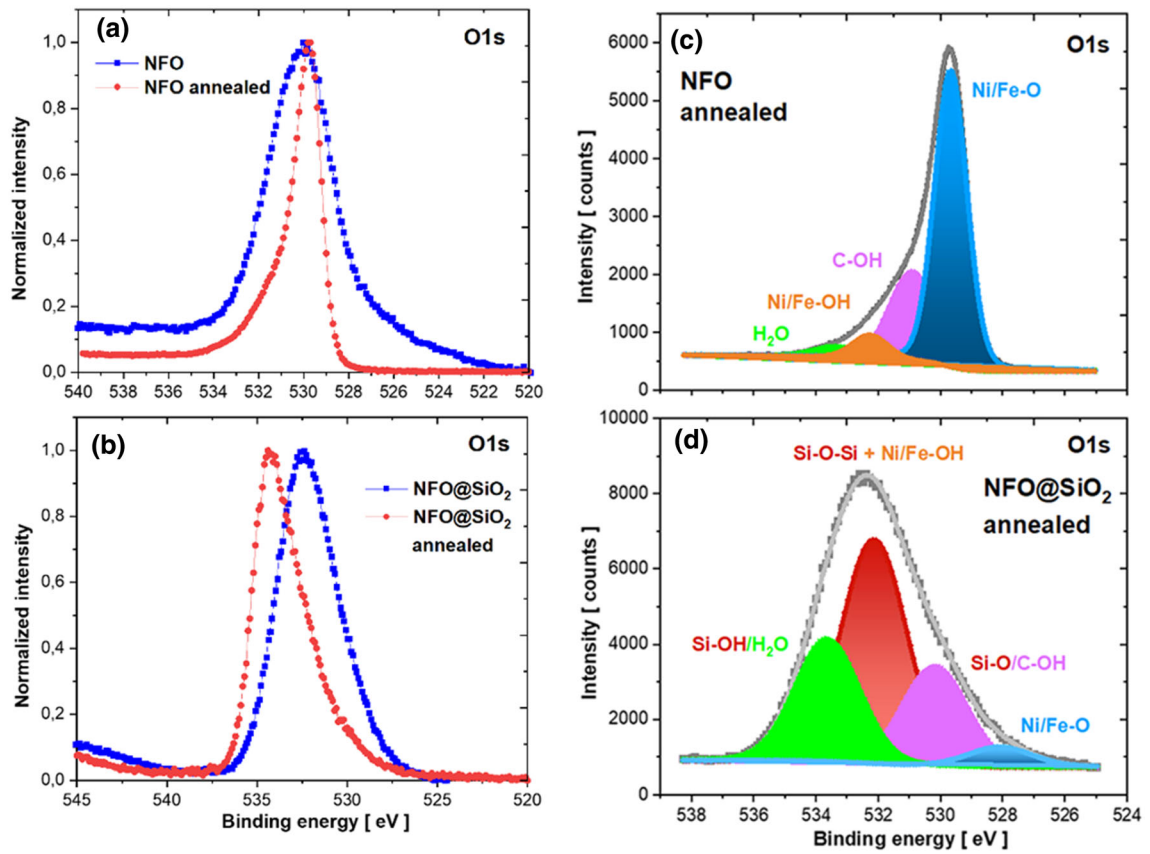 (a)
O1s
NFO
NFO annealed
Normalized intensity
1,0
0,8
0,6
0,4
0,2
0,0
540 538 536 534 532 530 528 526 524 522 520
(b)
O1s
NFO@SiO2
NFO@SiO2
annealed
Normalized intensity
1,0
0,8
0,6
0,4
0,2
0,0
545 540 535 530 525 520
Binding energy [ eV ]
(c)
O1s
NFO
annealed
Ni/Fe-O
C-OH
Ni/Fe-OH
H2O
Intensity [ counts ]
6000
5000
4000
3000
2000
1000
0
(d)
O1s
Si-O-Si + Ni/Fe-OH
NFO@SiO2
annealed
Si-OH/H2O
Si-O/C-OH
Ni/Fe-O
Intensity [ counts ]
10000
8000
6000
4000
2000
0
538 536 534 532 530 528 526 524
Binding energy [ eV ]